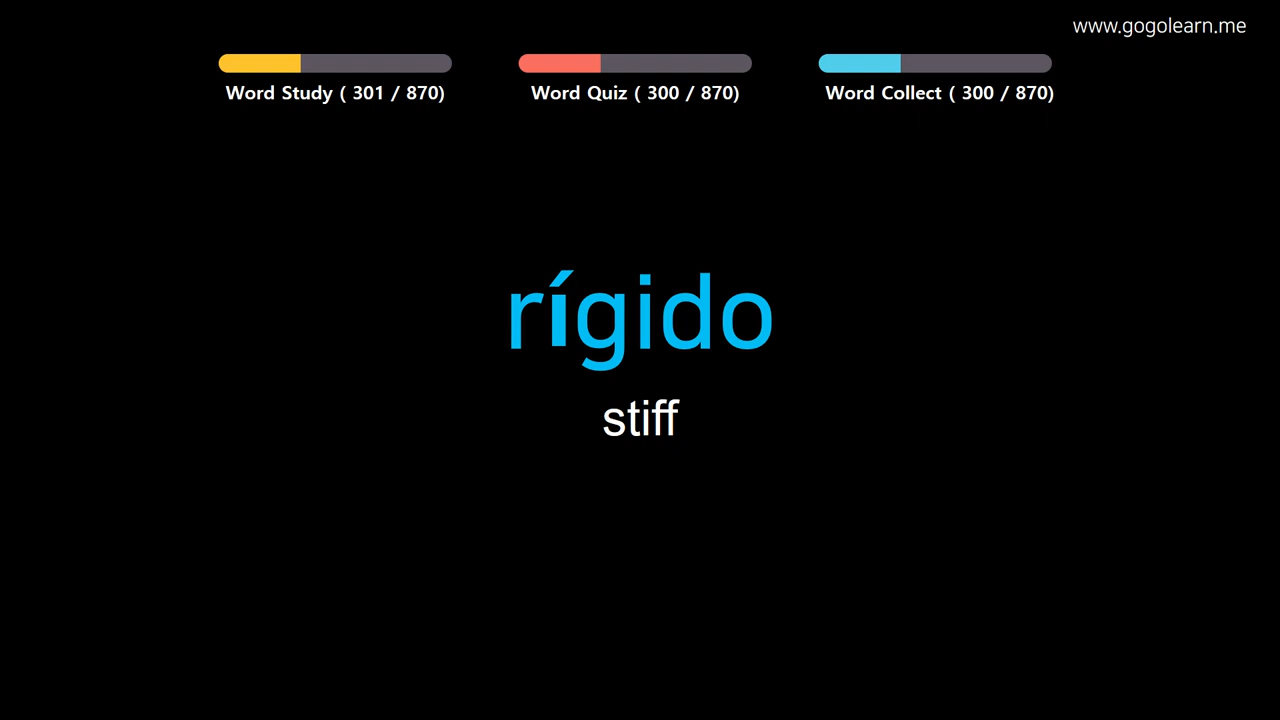 www.gogolearn.me
Word Study ( 301 / 870)
Word Quiz ( 300 / 870)
Word Collect ( 300 / 870)
rígido
stiff